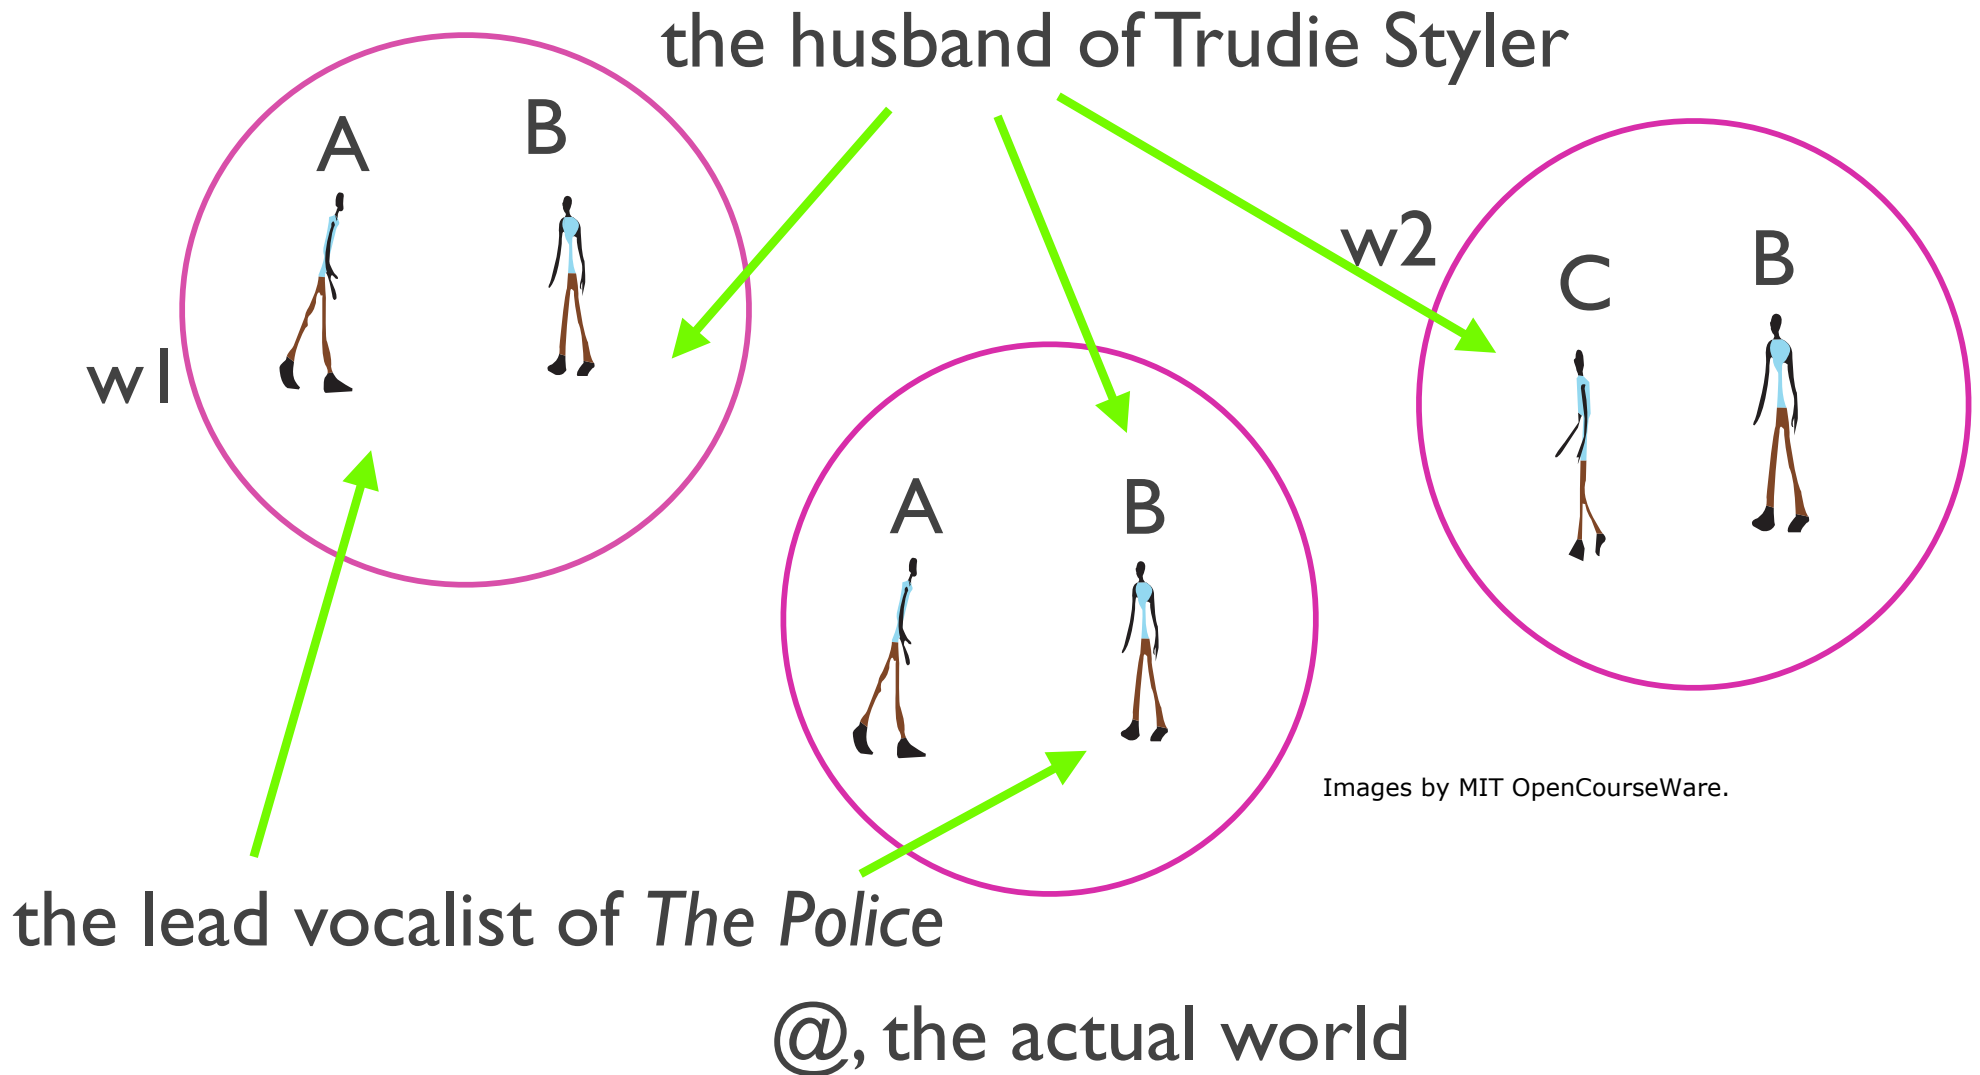 the husband of Trudie Styler
A
B
w1
w2
C
B
A
B
Images by MIT OpenCourseWare.
the lead vocalist of The Police
@, the actual world